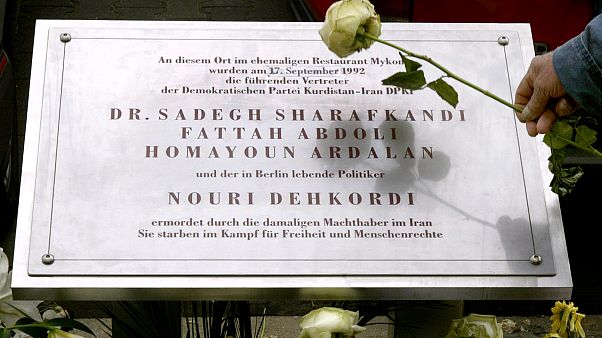 An diesem Ort im ehemaligen Restaurant Mykon
wurden am 17. September 1992
die führenden Vertreter
der Demokratischen Partei Kurdistan–Iran DPKI
DR. SADEGH SHARAFKANDI
FATTAH ABDOLI
HOMAYOUN ARDALAN
und der in Berlin lebende Politiker
NOURI DEHKORDI
ermordet durch die damaligen Machthaber im Iran
Sie starben im Kampf für Freiheit und Menschenrechte